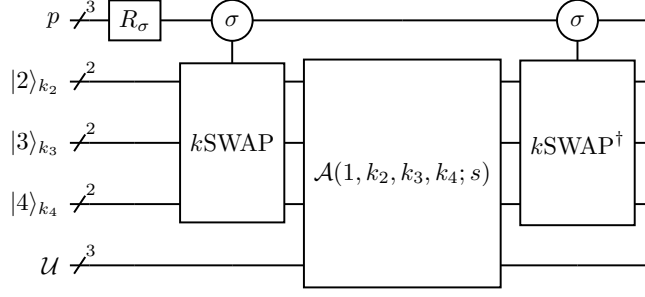 p 3 R_σ σ σ
|2⟩_{k_2} 2
|3⟩_{k_3} 2 kSWAP kSWAP^†
𝒜(1, k_2, k_3, k_4; s)
|4⟩_{k_4} 2
𝒰 3